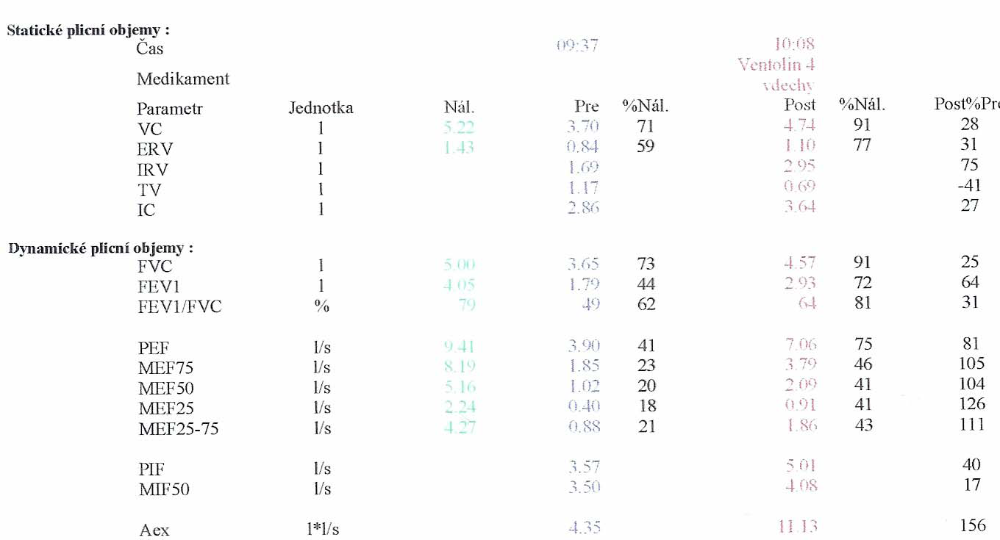 Statické plicní objemy :
Čas 09:37 10:08
Medikament Ventolin 4 vdechy
Parametr Jednotka Nál. Pre %Nál. Post %Nál. Post%Pre
VC l 5.22 3.70 71 4.74 91 28
ERV l 1.43 0.84 59 1.10 77 31
IRV l 1.69 2.95 75
TV l 1.17 0.69 -41
IC l 2.86 3.64 27
Dynamické plicní objemy :
FVC l 5.00 3.65 73 4.57 91 25
FEV1 l 4.05 1.79 44 2.93 72 64
FEV1/FVC % 79 49 62 64 81 31
PEF l/s 9.41 3.90 41 7.06 75 81
MEF75 l/s 8.19 1.85 23 3.79 46 105
MEF50 l/s 5.16 1.02 20 2.09 41 104
MEF25 l/s 2.24 0.40 18 0.91 41 126
MEF25-75 l/s 4.27 0.88 21 1.86 43 111
PIF l/s 3.57 5.01 40
MIF50 l/s 3.50 4.08 17
Aex l*l/s 4.35 11.13 156